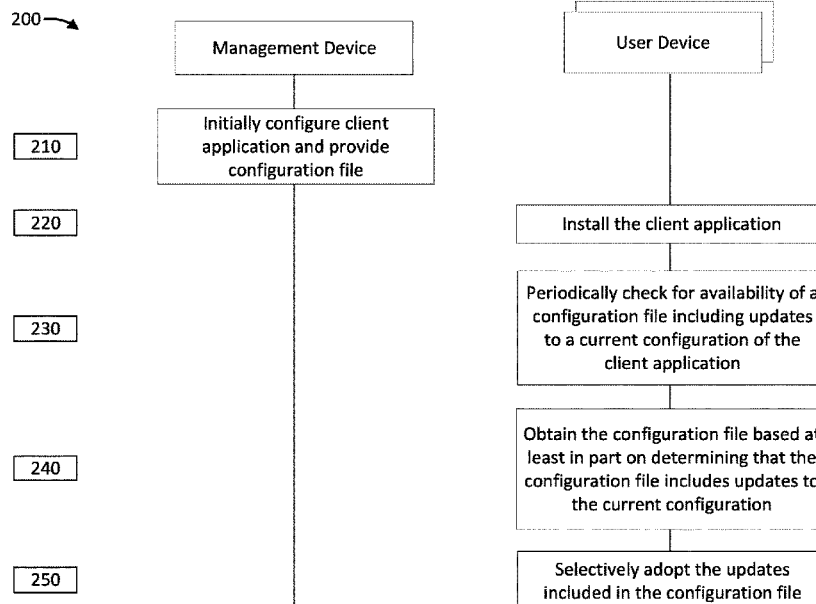 200
Management Device
User Device
210
Initially configure client
application and provide
configuration file
220
Install the client application
230
Periodically check for availability of a
configuration file including updates
to a current configuration of the
client application
240
Obtain the configuration file based at
least in part on determining that the
configuration file includes updates to
the current configuration
250
Selectively adopt the updates
included in the configuration file